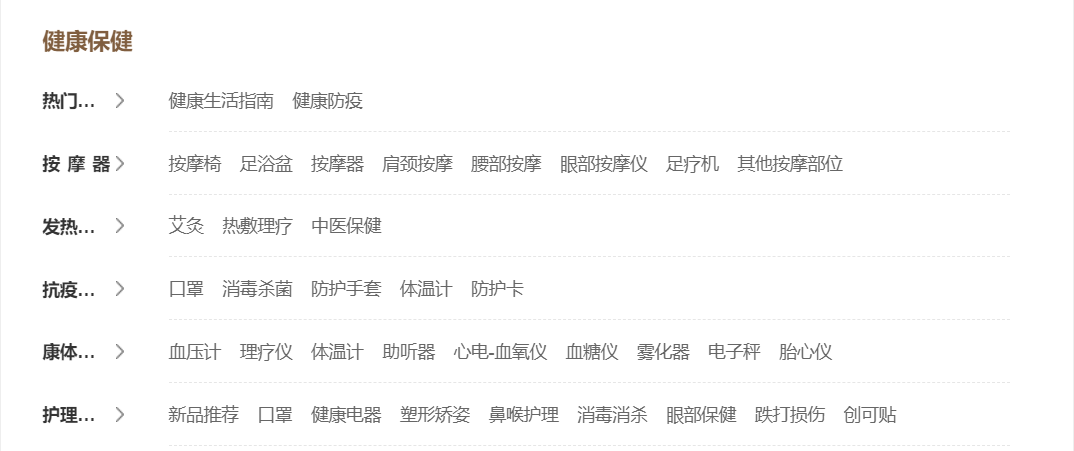 健康保健
热门... 健康生活指南 健康防疫
按 摩 器 按摩椅 足浴盆 按摩器 肩颈按摩 腰部按摩 眼部按摩仪 足疗机 其他按摩部位
发热... 艾灸 热敷理疗 中医保健
抗疫... 口罩 消毒杀菌 防护手套 体温计 防护卡
康体... 血压计 理疗仪 体温计 助听器 心电-血氧仪 血糖仪 雾化器 电子秤 胎心仪
护理... 新品推荐 口罩 健康电器 塑形矫姿 鼻喉护理 消毒消杀 眼部保健 跌打损伤 创可贴